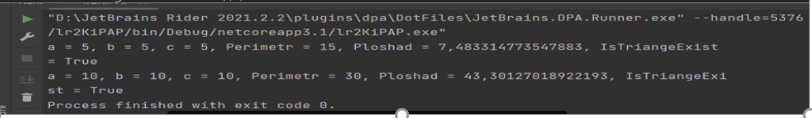 "D:\JetBrains Rider 2021.2.2\plugins\dpa\DotFiles\JetBrains.DPA.Runner.exe" --handle=5376
/lr2KiPAP/bin/Debug/netcoreapp3.1/lr2KiPAP.exe"
a = 5, b = 5, c = 5, Perimetr = 15, Ploshad = 7,483314773547883, IsTriangeExist
= True
a = 10, b = 10, c = 10, Perimetr = 30, Ploshad = 43,30127018922193, IsTriangeExi
st = True
Process finished with exit code 0.